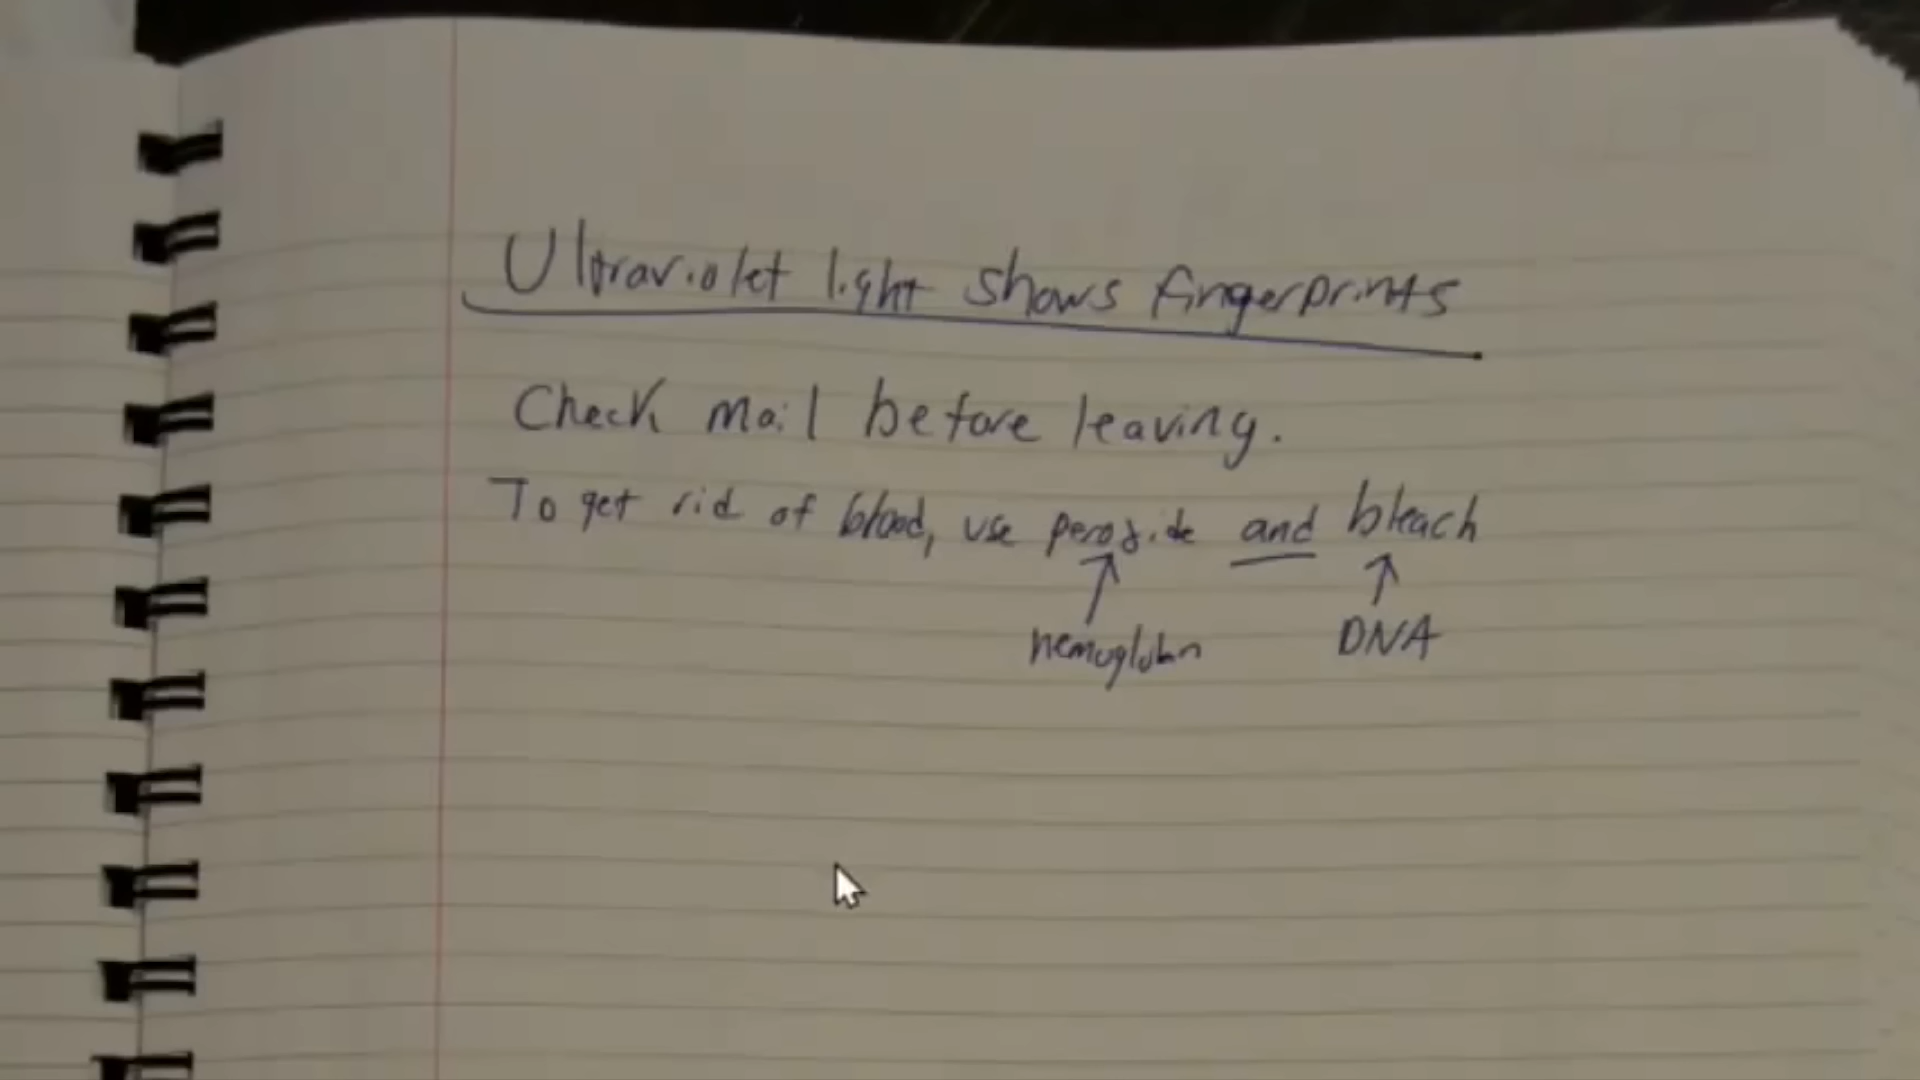 Ultraviolet light shows fingerprints
Check mail before leaving.
To get rid of blood, use peroxide and bleach
hemoglobin DNA